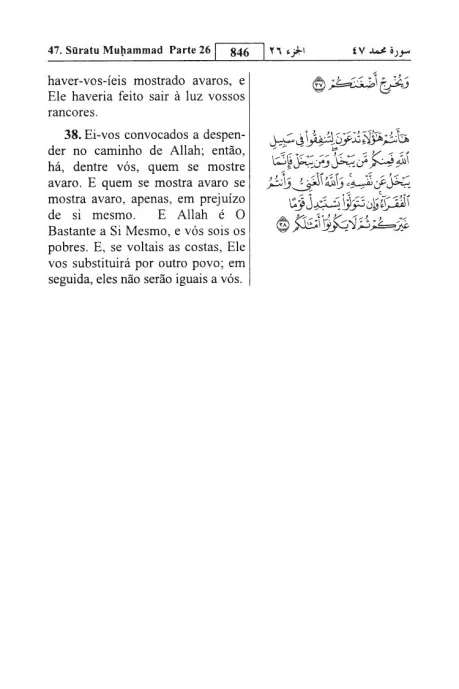 47. Sūratu Muḥammad Parte 26
846
الجزء ٢٦
سورة محمد ٤٧
haver-vos-íeis mostrado avaros, e
Ele haveria feito sair à luz vossos
rancores.
38. Ei-vos convocados a despen-
der no caminho de Allah; então,
há, dentre vós, quem se mostre
avaro. E quem se mostra avaro se
mostra avaro, apenas, em prejuízo
de si mesmo. E Allah é O
Bastante a Si Mesmo, e vós sois os
pobres. E, se voltais as costas, Ele
vos substituirá por outro povo; em
seguida, eles não serão iguais a vós.
وَيُخْرِجْ أَضْغَـٰنَكُمْ ٣٧
هَـٰٓأَنتُمْ هَـٰٓؤُلَآءِ تُدْعَوْنَ لِتُنفِقُوا۟ فِى سَبِيلِ
ٱللَّهِ فَمِنكُم مَّن يَبْخَلُ ۖ وَمَن يَبْخَلْ فَإِنَّمَا
يَبْخَلُ عَن نَّفْسِهِۦ ۚ وَٱللَّهُ ٱلْغَنِىُّ وَأَنتُمُ
ٱلْفُقَرَآءُ ۚ وَإِن تَتَوَلَّوْا۟ يَسْتَبْدِلْ قَوْمًا
غَيْرَكُمْ ثُمَّ لَا يَكُونُوٓا۟ أَمْثَـٰلَكُم ٣٨